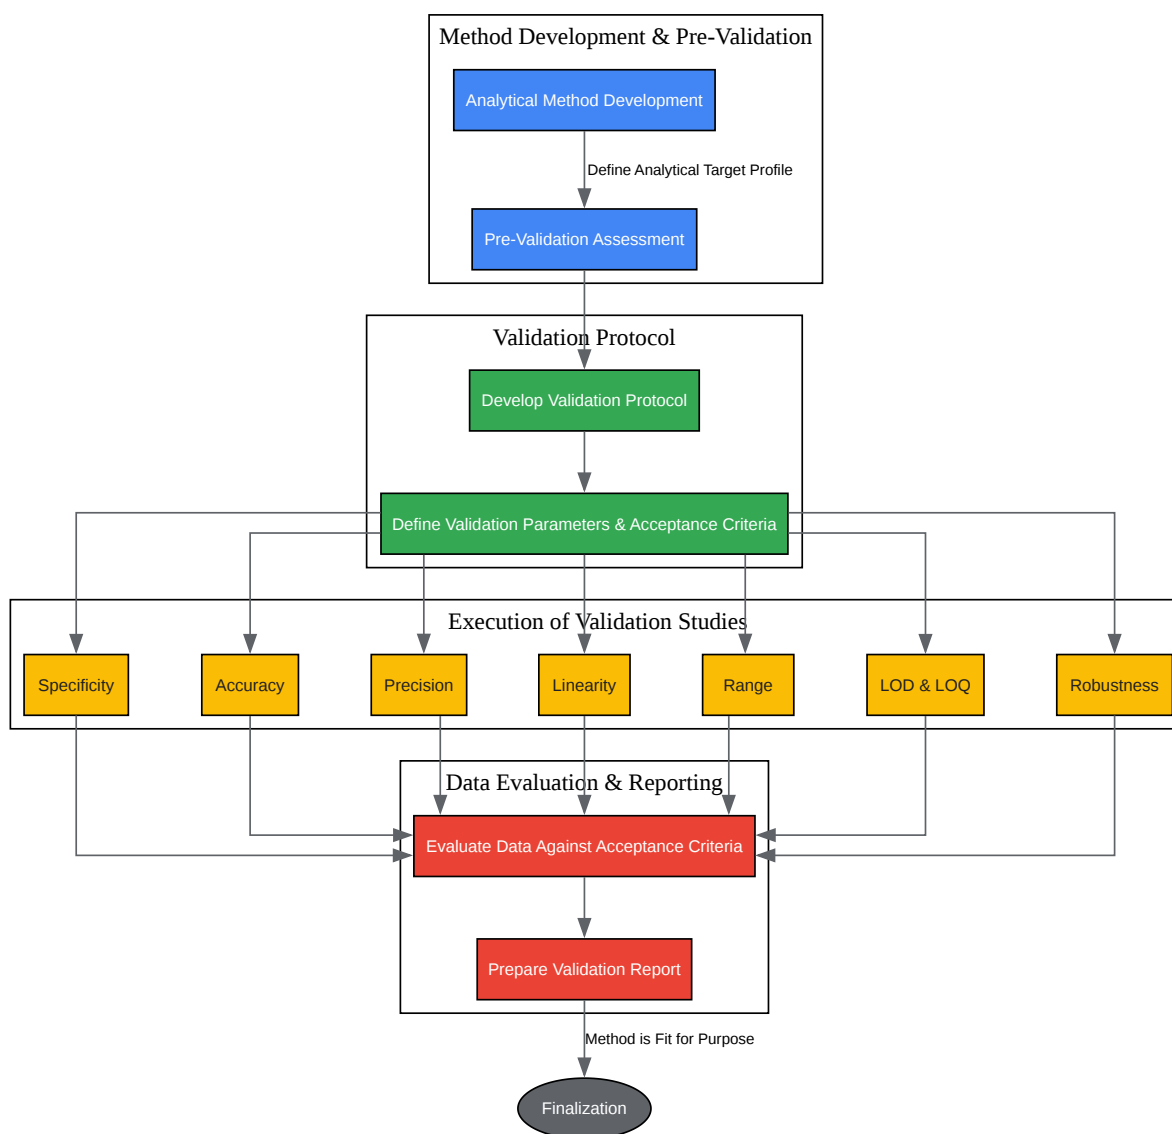 Method Development & Pre-Validation
Analytical Method Development
Define Analytical Target Profile
Pre-Validation Assessment
Validation Protocol
Develop Validation Protocol
Define Validation Parameters & Acceptance Criteria
Execution of Validation Studies
Specificity
Accuracy
Precision
Linearity
Range
LOD & LOQ
Robustness
Data Evaluation & Reporting
Evaluate Data Against Acceptance Criteria
Prepare Validation Report
Method is Fit for Purpose
Finalization